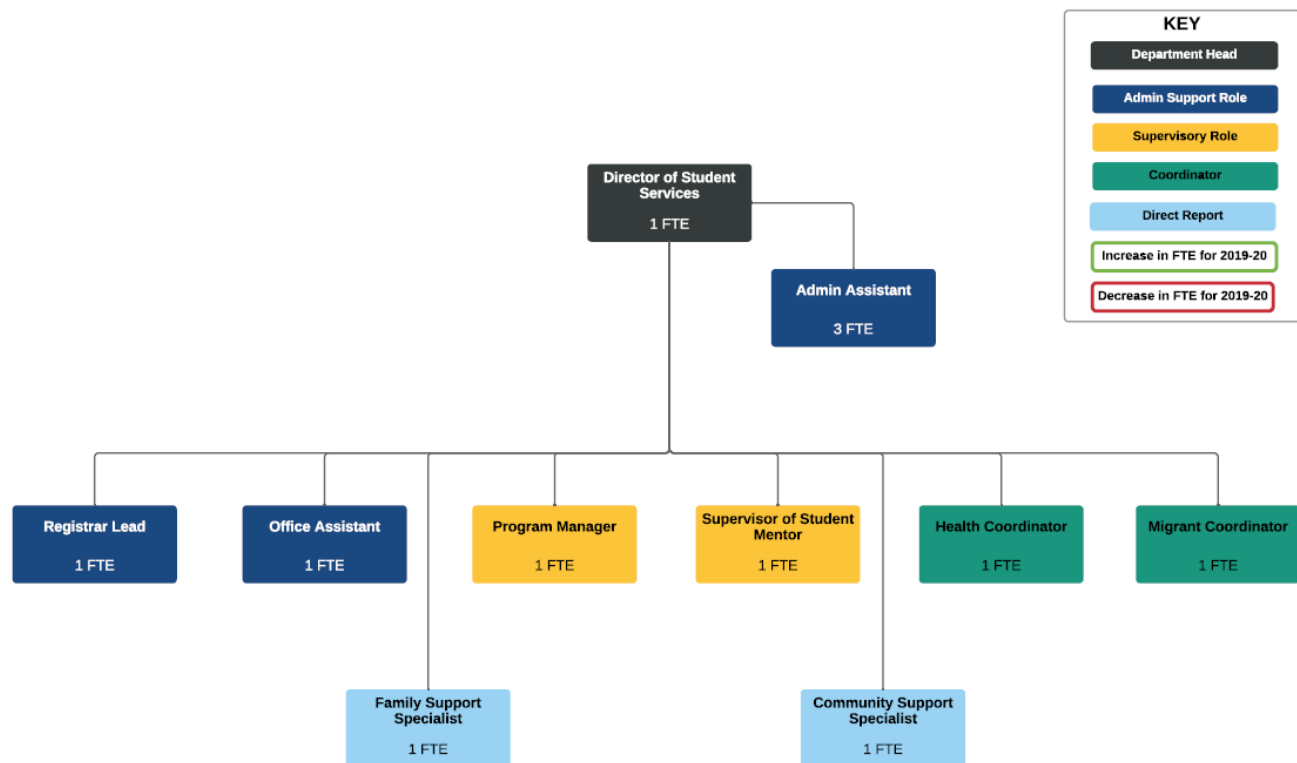 KEY
Department Head
Admin Support Role
Supervisory Role
Coordinator
Direct Report
Increase in FTE for 2019-20
Decrease in FTE for 2019-20
Director of Student
Services
1 FTE
Admin Assistant
3 FTE
Registrar Lead
1 FTE
Office Assistant
1 FTE
Program Manager
1 FTE
Supervisor of Student
Mentor
1 FTE
Health Coordinator
1 FTE
Migrant Coordinator
1 FTE
Family Support
Specialist
1 FTE
Community Support
Specialist
1 FTE